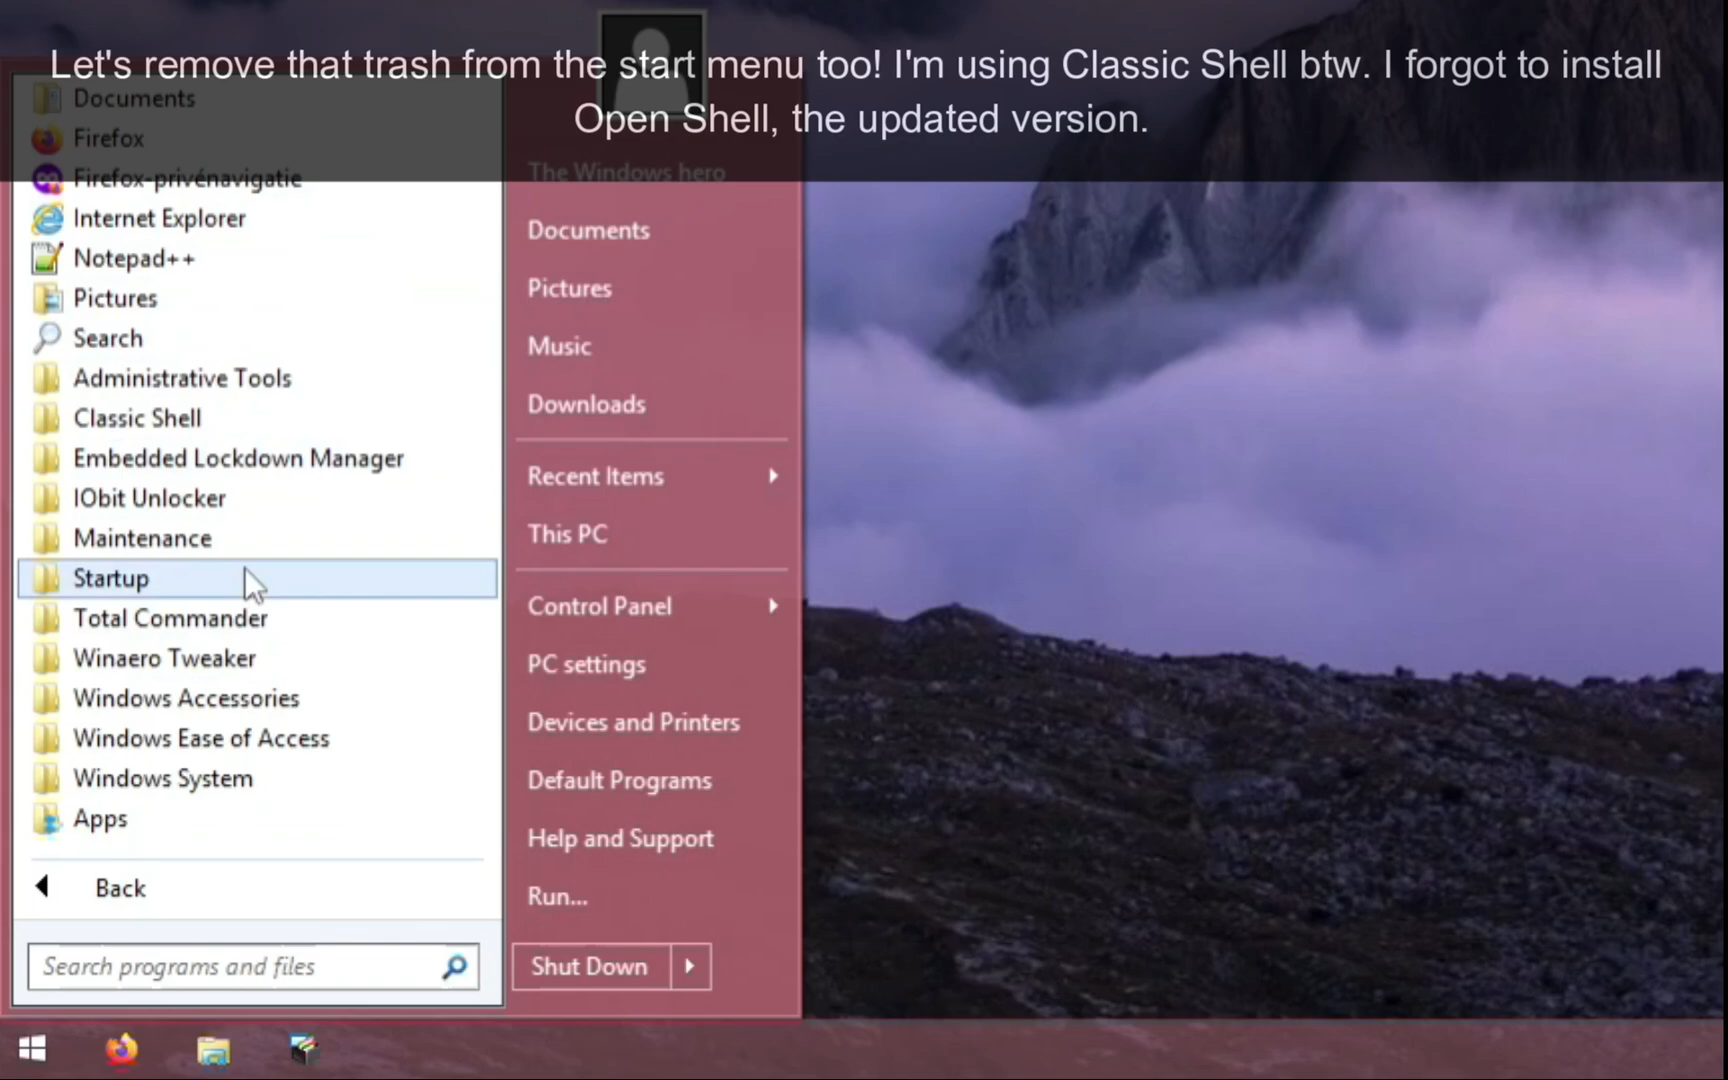 Let's remove that trash from the start menu too! I'm using Classic Shell btw. I forgot to install
Open Shell, the updated version.
Documents
Firefox
Firefox-privénavigatie
Internet Explorer
Notepad++
Pictures
Search
Administrative Tools
Classic Shell
Embedded Lockdown Manager
IObit Unlocker
Maintenance
Startup
Total Commander
Winaero Tweaker
Windows Accessories
Windows Ease of Access
Windows System
Apps
Back
Search programs and files
The Windows hero
Documents
Pictures
Music
Downloads
Recent Items
This PC
Control Panel
PC settings
Devices and Printers
Default Programs
Help and Support
Run...
Shut Down